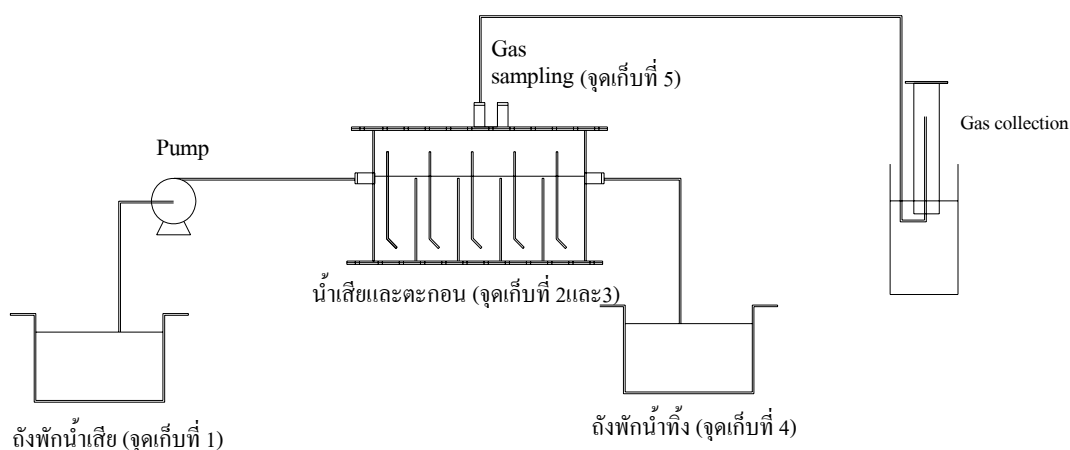 Gas
sampling (จุดเก็บที่ 5)
Gas collection
Pump
น้ำเสียและตะกอน (จุดเก็บที่ 2และ3)
ถังพักน้ำเสีย (จุดเก็บที่ 1)
ถังพักน้ำทิ้ง (จุดเก็บที่ 4)